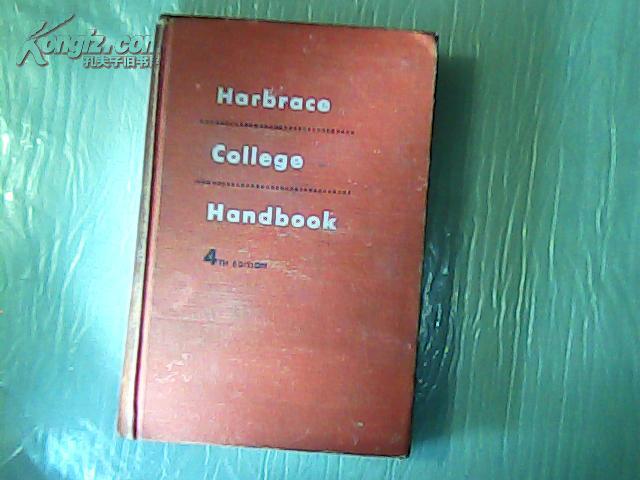 Kongfz.com
孔夫子旧书网
Harbrace
College
Handbook
4TH EDITION